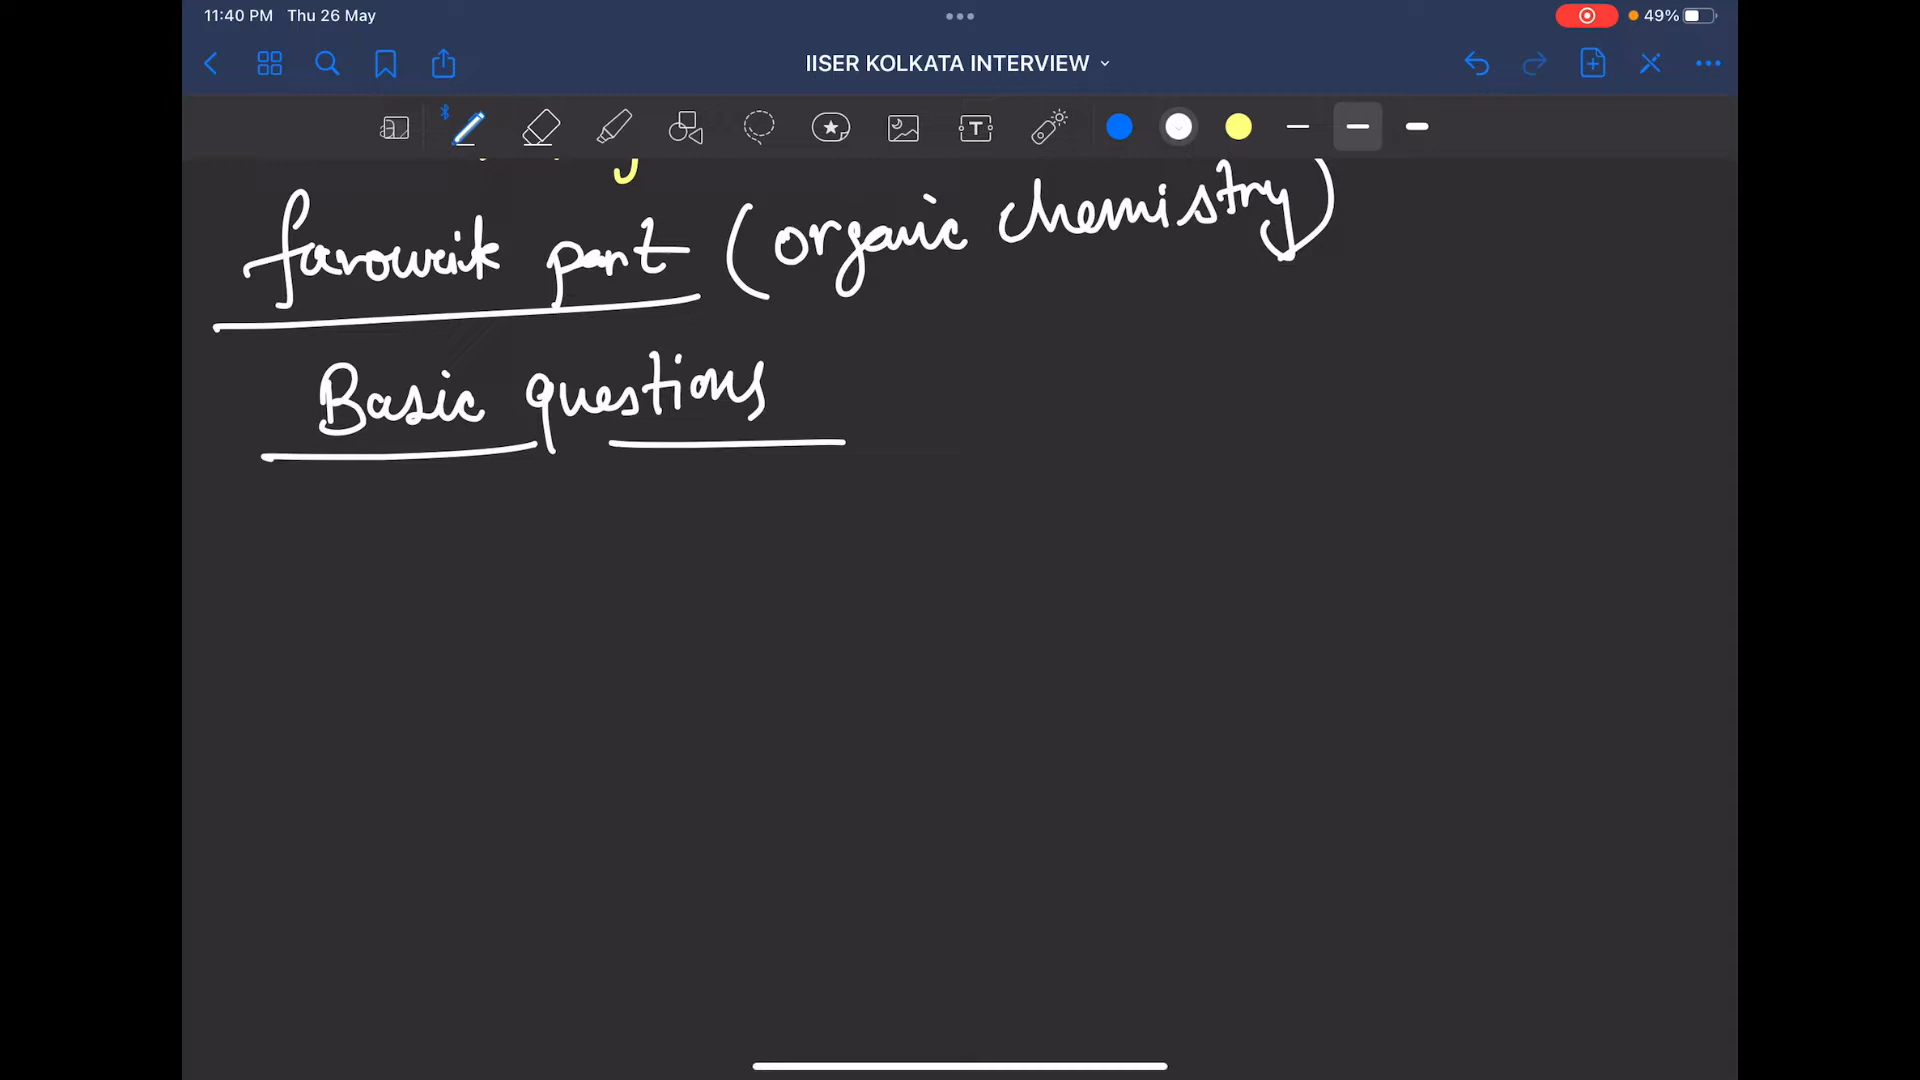 11:40 PM Thu 26 May
49%
IISER KOLKATA INTERVIEW
T
favourite part (organic chemistry)
Basic questions